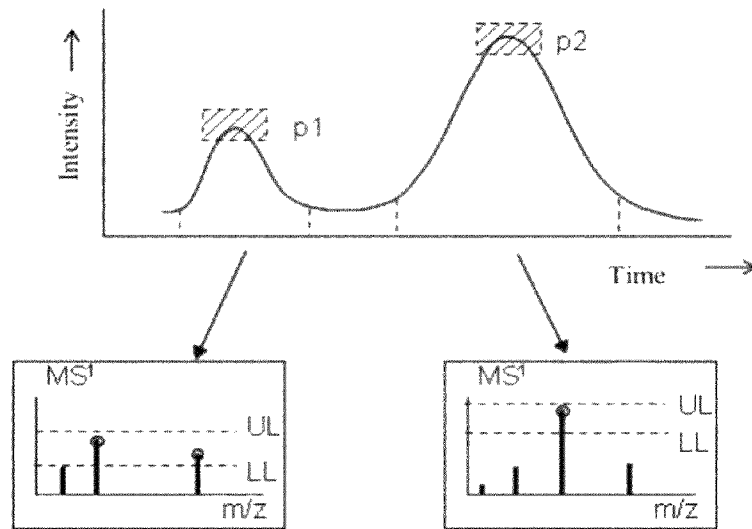 Intensity
p1
p2
Time
MS¹
UL
LL
m/z
MS¹
UL
LL
m/z